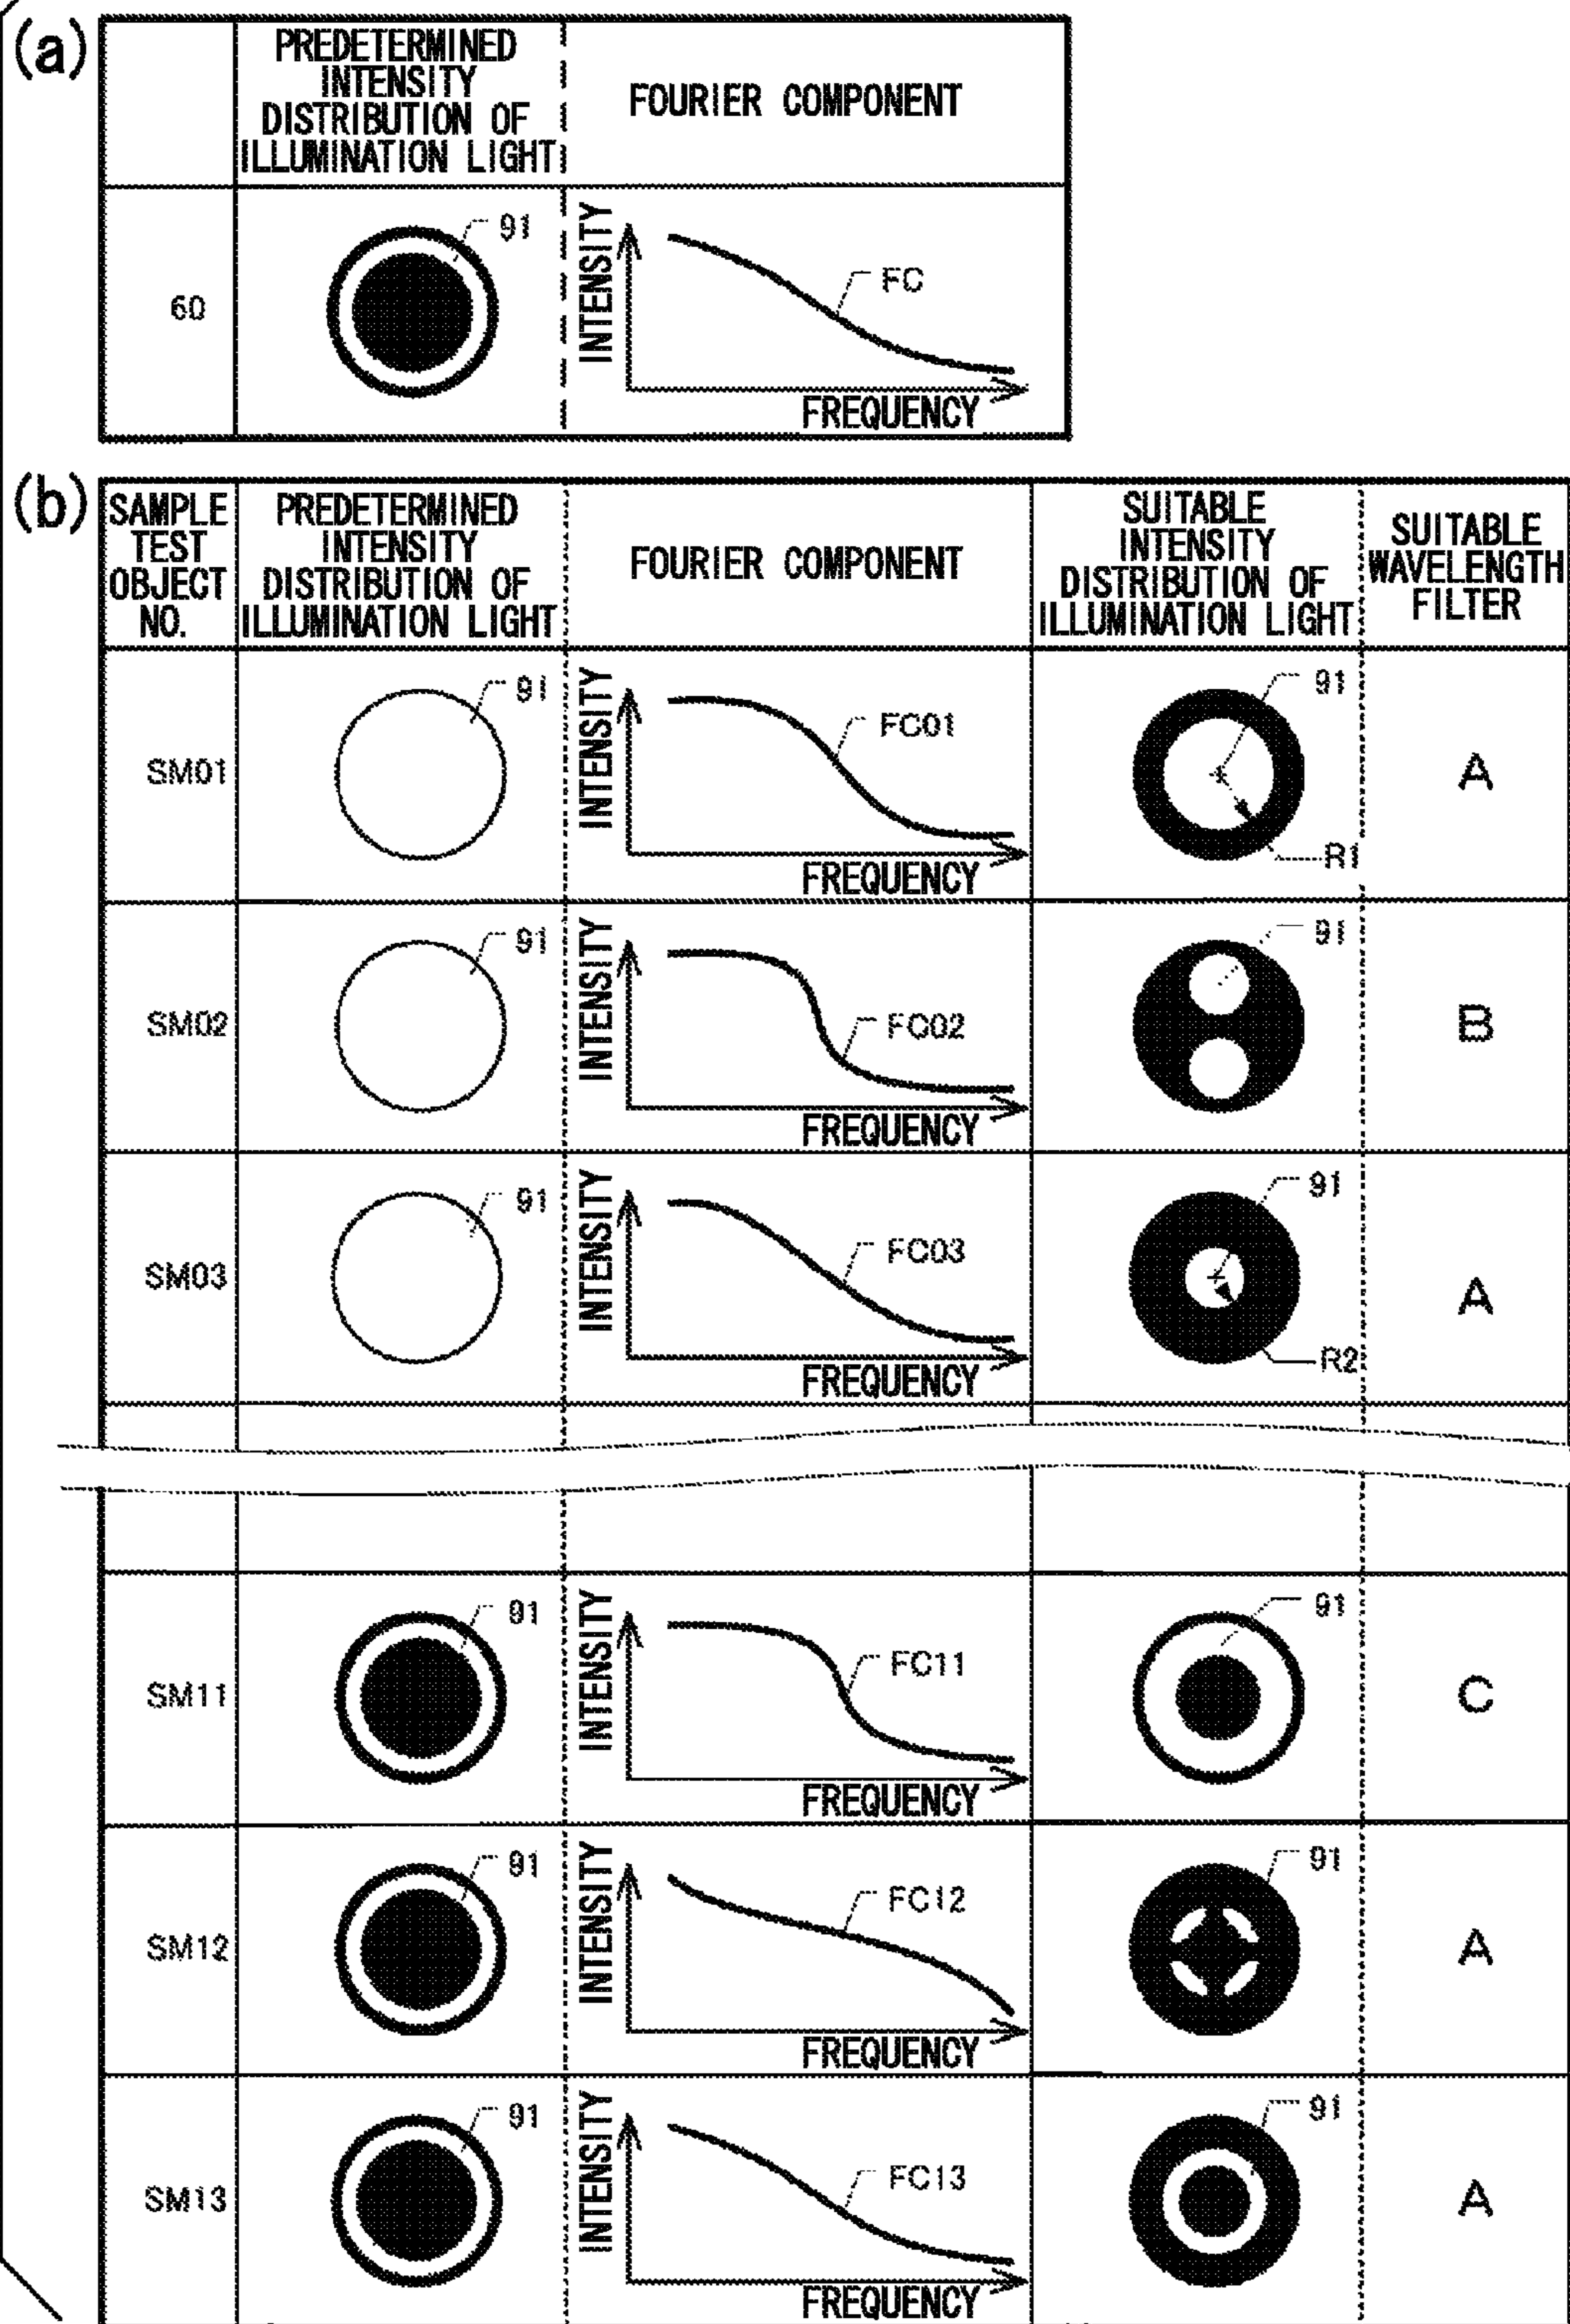 (a)
PREDETERMINED
INTENSITY
DISTRIBUTION OF
ILLUMINATION LIGHT
FOURIER COMPONENT
60
91
INTENSITY
FC
FREQUENCY
(b)
SAMPLE
TEST
OBJECT
NO.
PREDETERMINED
INTENSITY
DISTRIBUTION OF
ILLUMINATION LIGHT
FOURIER COMPONENT
SUITABLE
INTENSITY
DISTRIBUTION OF
ILLUMINATION LIGHT
SUITABLE
WAVELENGTH
FILTER
SM01
91
INTENSITY
FC01
FREQUENCY
91
R1
A
SM02
91
INTENSITY
FC02
FREQUENCY
91
B
SM03
91
INTENSITY
FC03
FREQUENCY
91
R2
A
SM11
91
INTENSITY
FC11
FREQUENCY
91
C
SM12
91
INTENSITY
FC12
FREQUENCY
91
A
SM13
91
INTENSITY
FC13
FREQUENCY
91
A